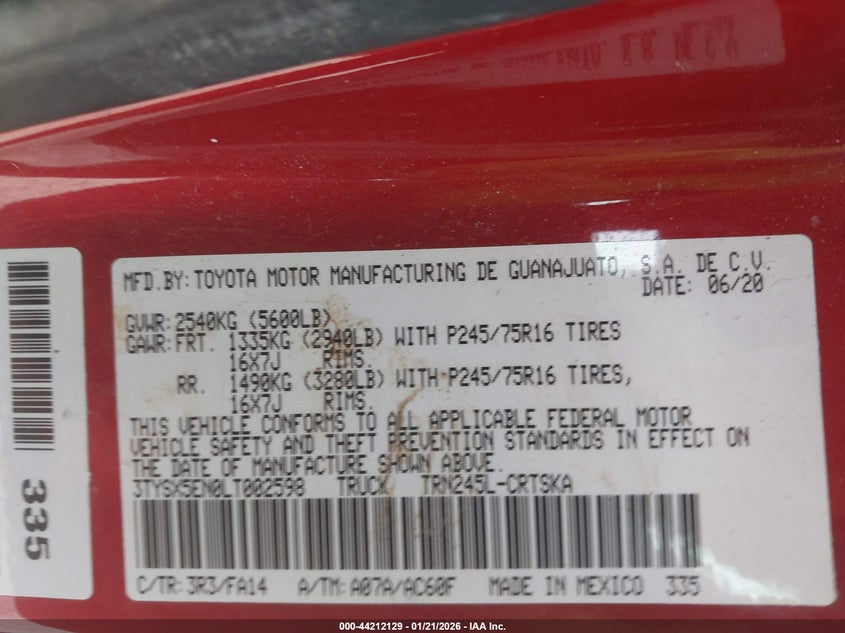 MFD.BY: TOYOTA MOTOR MANUFACTURING DE GUANAJUATO, S.A. DE C.V.
DATE: 06/20
GVWR: 2540KG (5600LB)
GAWR: FRT. 1335KG (2940LB) WITH P245/75R16 TIRES
16X7J RIMS.
RR. 1490KG (3280LB) WITH P245/75R16 TIRES,
16X7J RIMS.
THIS VEHICLE CONFORMS TO ALL APPLICABLE FEDERAL MOTOR
VEHICLE SAFETY AND THEFT PREVENTION STANDARDS IN EFFECT ON
THE DATE OF MANUFACTURE SHOWN ABOVE.
3TYSX5EN0LT002598 TRUCK TRN245L-CRTSKA
C/TR: 3R3/FA14 A/TM: A07A/AC60F MADE IN MEXICO 335
335
000-44212129 - 01/21/2026 - IAA Inc.